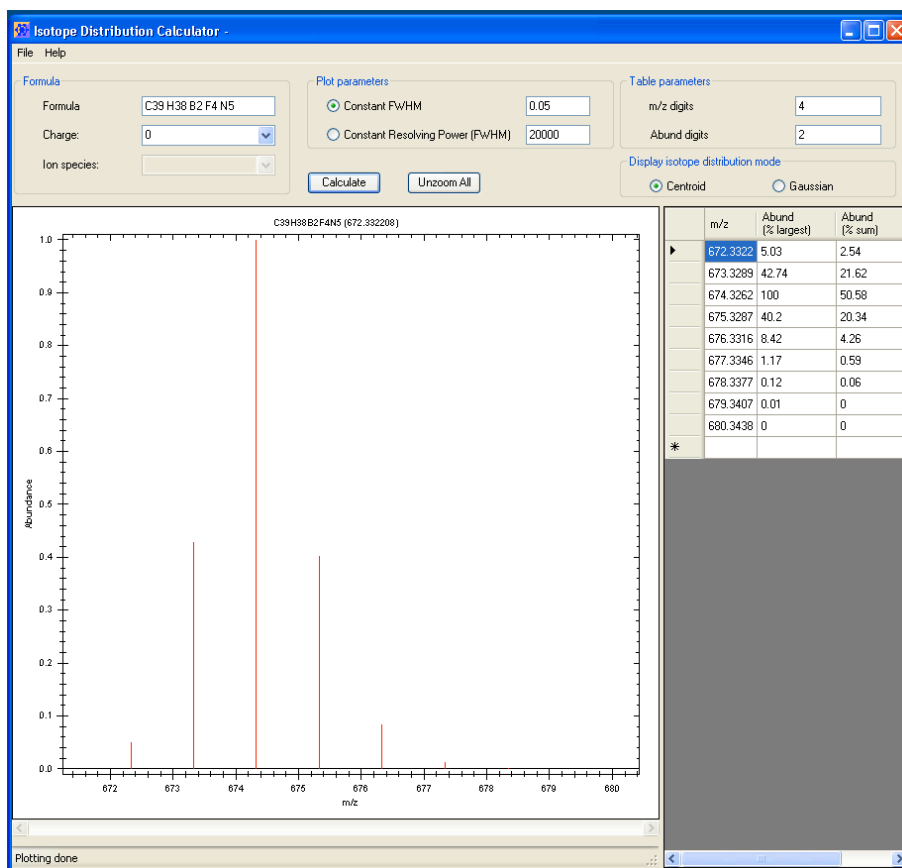 Isotope Distribution Calculator -
File Help
Formula
Formula C39 H38 B2 F4 N5
Charge: 0
Ion species:
Plot parameters
Constant FWHM 0.05
Constant Resolving Power (FWHM) 20000
Calculate Unzoom All
Table parameters
m/z digits 4
Abund digits 2
Display isotope distribution mode
Centroid Gaussian
C39H38B2F4N5 (672.332208)
1.0
0.9
0.8
0.7
0.6
0.5
0.4
0.3
0.2
0.1
0.0
Abundance
672 673 674 675 676 677 678 679 680
m/z
m/z Abund (% largest) Abund (% sum)
672.3322 5.03 2.54
673.3289 42.74 21.62
674.3262 100 50.58
675.3287 40.2 20.34
676.3316 8.42 4.26
677.3346 1.17 0.59
678.3377 0.12 0.06
679.3407 0.01 0
680.3438 0 0
Plotting done